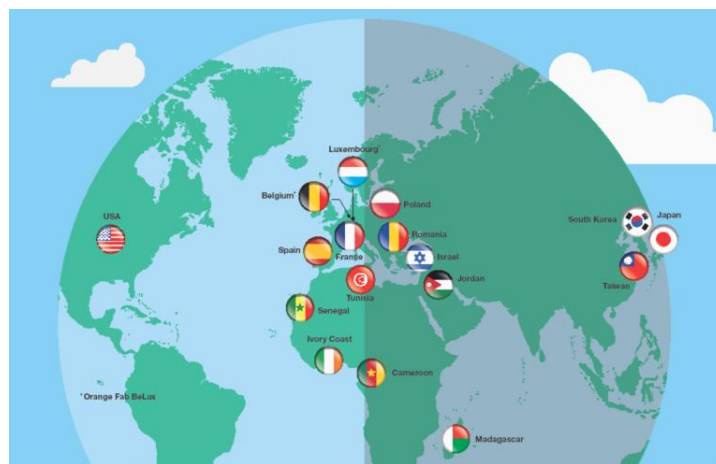 Luxembourg*
Belgium*
Poland
USA
South Korea
Japan
Romania
Spain
France
Israel
Jordan
Taiwan
Tunisia
Senegal
Ivory Coast
Cameroon
*Orange Fab BeLux
Madagascar